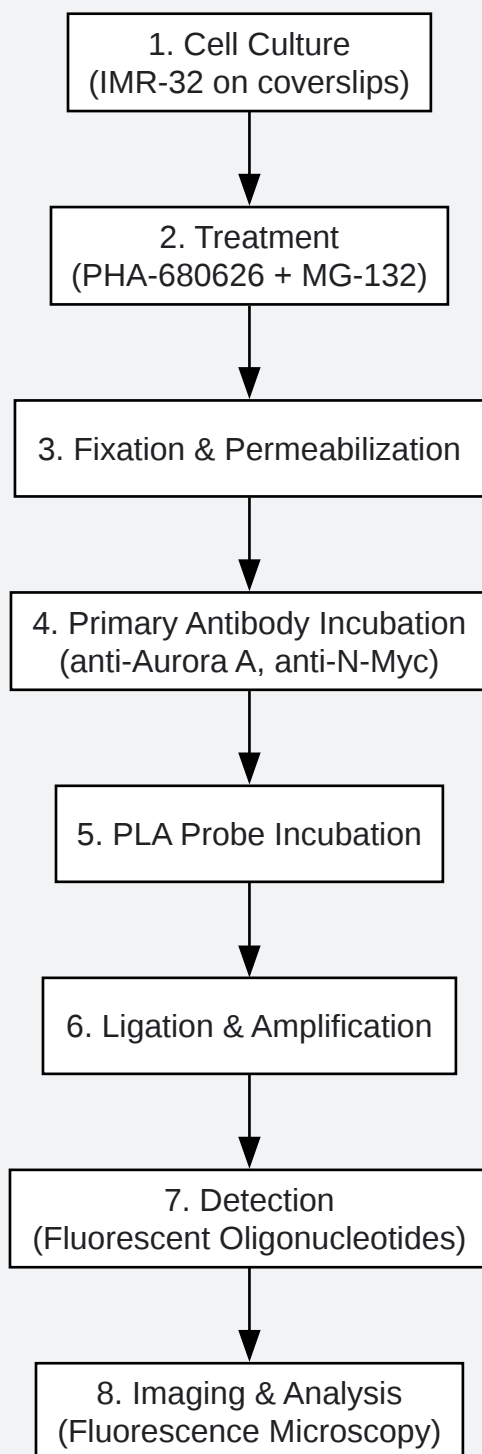 1. Cell Culture
(IMR-32 on coverslips)
2. Treatment
(PHA-680626 + MG-132)
3. Fixation & Permeabilization
4. Primary Antibody Incubation
(anti-Aurora A, anti-N-Myc)
5. PLA Probe Incubation
6. Ligation & Amplification
7. Detection
(Fluorescent Oligonucleotides)
8. Imaging & Analysis
(Fluorescence Microscopy)